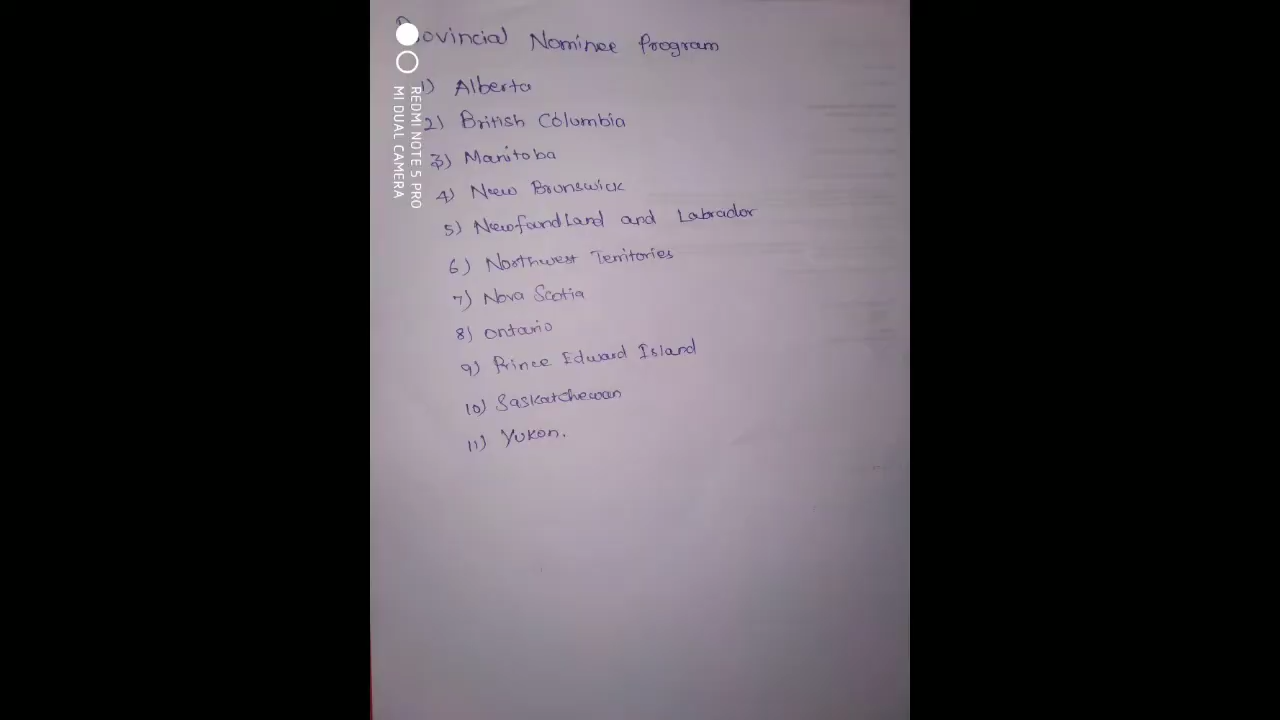 Provincial Nominee Program
1) Alberta
2) British Columbia
3) Manitoba
4) New Brunswick
5) Newfandland and Labrador
6) Northwest Territories
7) Nova Scotia
8) Ontario
9) Prince Edward Island
10) Saskatchewan
11) Yukon.
REDMI NOTE 5 PRO
MI DUAL CAMERA